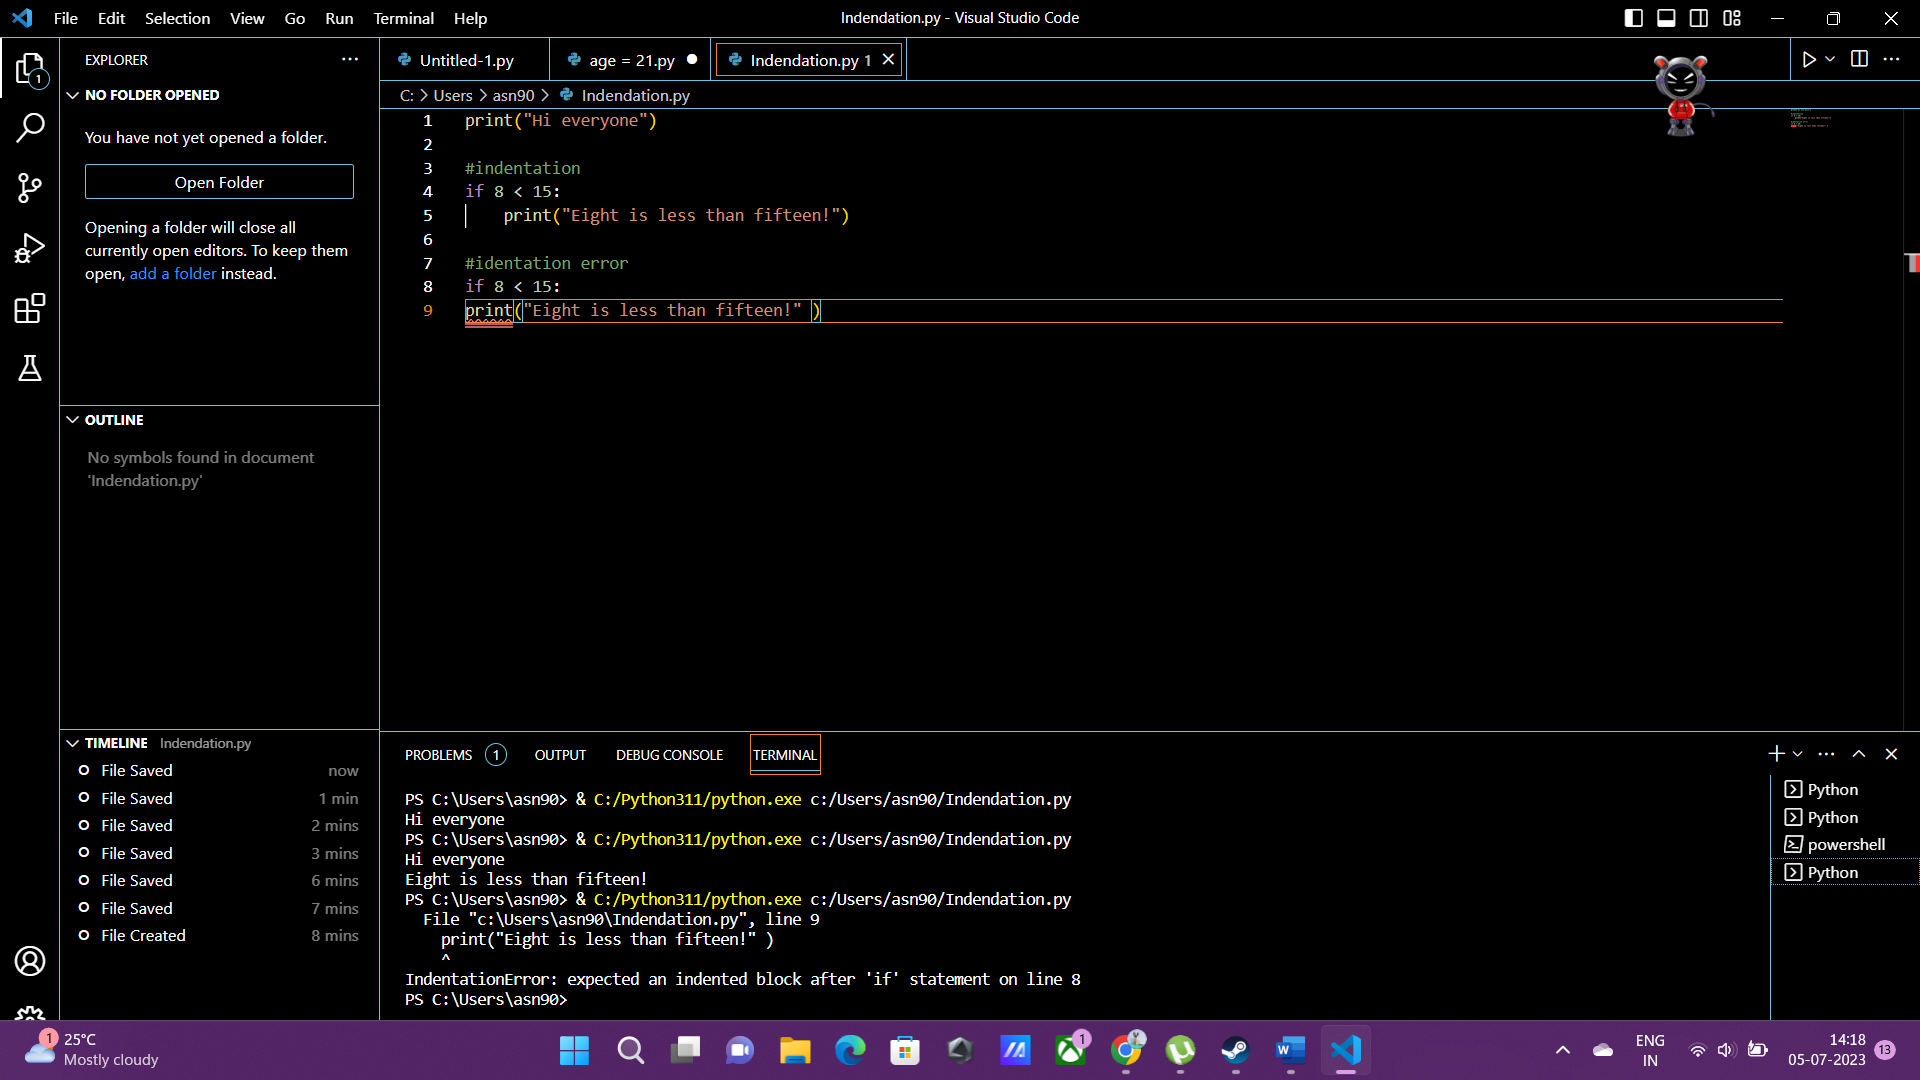 File Edit Selection View Go Run Terminal Help
Indendation.py - Visual Studio Code
1
EXPLORER
NO FOLDER OPENED
You have not yet opened a folder.
Open Folder
Opening a folder will close all
currently open editors. To keep them
open, add a folder instead.
OUTLINE
No symbols found in document
'Indendation.py'
TIMELINE Indendation.py
File Saved now
File Saved 1 min
File Saved 2 mins
File Saved 3 mins
File Saved 6 mins
File Saved 7 mins
File Created 8 mins
Untitled-1.py age = 21.py Indendation.py 1
C: > Users > asn90 > Indendation.py
1 print("Hi everyone")
2
3 #indentation
4 if 8 < 15:
5 print("Eight is less than fifteen!")
6
7 #identation error
8 if 8 < 15:
9 print("Eight is less than fifteen!" )
PROBLEMS 1 OUTPUT DEBUG CONSOLE TERMINAL
PS C:\Users\asn90> & C:/Python311/python.exe c:/Users/asn90/Indendation.py
Hi everyone
PS C:\Users\asn90> & C:/Python311/python.exe c:/Users/asn90/Indendation.py
Hi everyone
Eight is less than fifteen!
PS C:\Users\asn90> & C:/Python311/python.exe c:/Users/asn90/Indendation.py
File "c:\Users\asn90\Indendation.py", line 9
print("Eight is less than fifteen!" )
^
IndentationError: expected an indented block after 'if' statement on line 8
PS C:\Users\asn90>
Python
Python
powershell
Python
1
25°C
Mostly cloudy
1
ENG
IN
14:18
05-07-2023
13